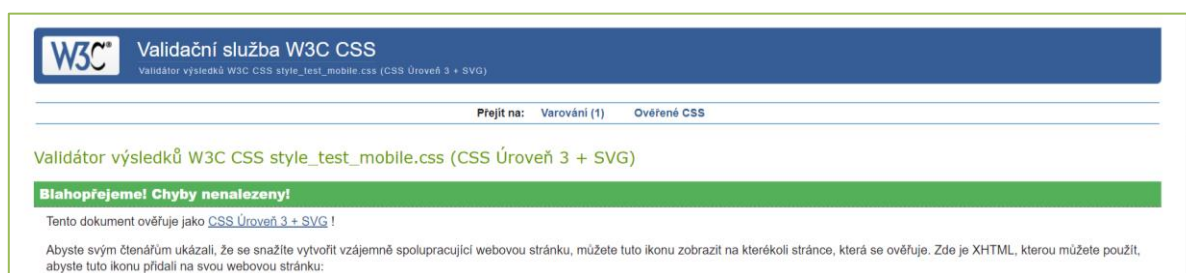 W3C® Validační služba W3C CSS
Validátor výsledků W3C CSS style_test_mobile.css (CSS Úroveň 3 + SVG)
Přejít na: Varování (1) Ověřené CSS
Validátor výsledků W3C CSS style_test_mobile.css (CSS Úroveň 3 + SVG)
Blahopřejeme! Chyby nenalezeny!
Tento dokument ověřuje jako CSS Úroveň 3 + SVG !
Abyste svým čtenářům ukázali, že se snažíte vytvořit vzájemně spolupracující webovou stránku, můžete tuto ikonu zobrazit na kterékoli stránce, která se ověřuje. Zde je XHTML, kterou můžete použít,
abyste tuto ikonu přidali na svou webovou stránku: